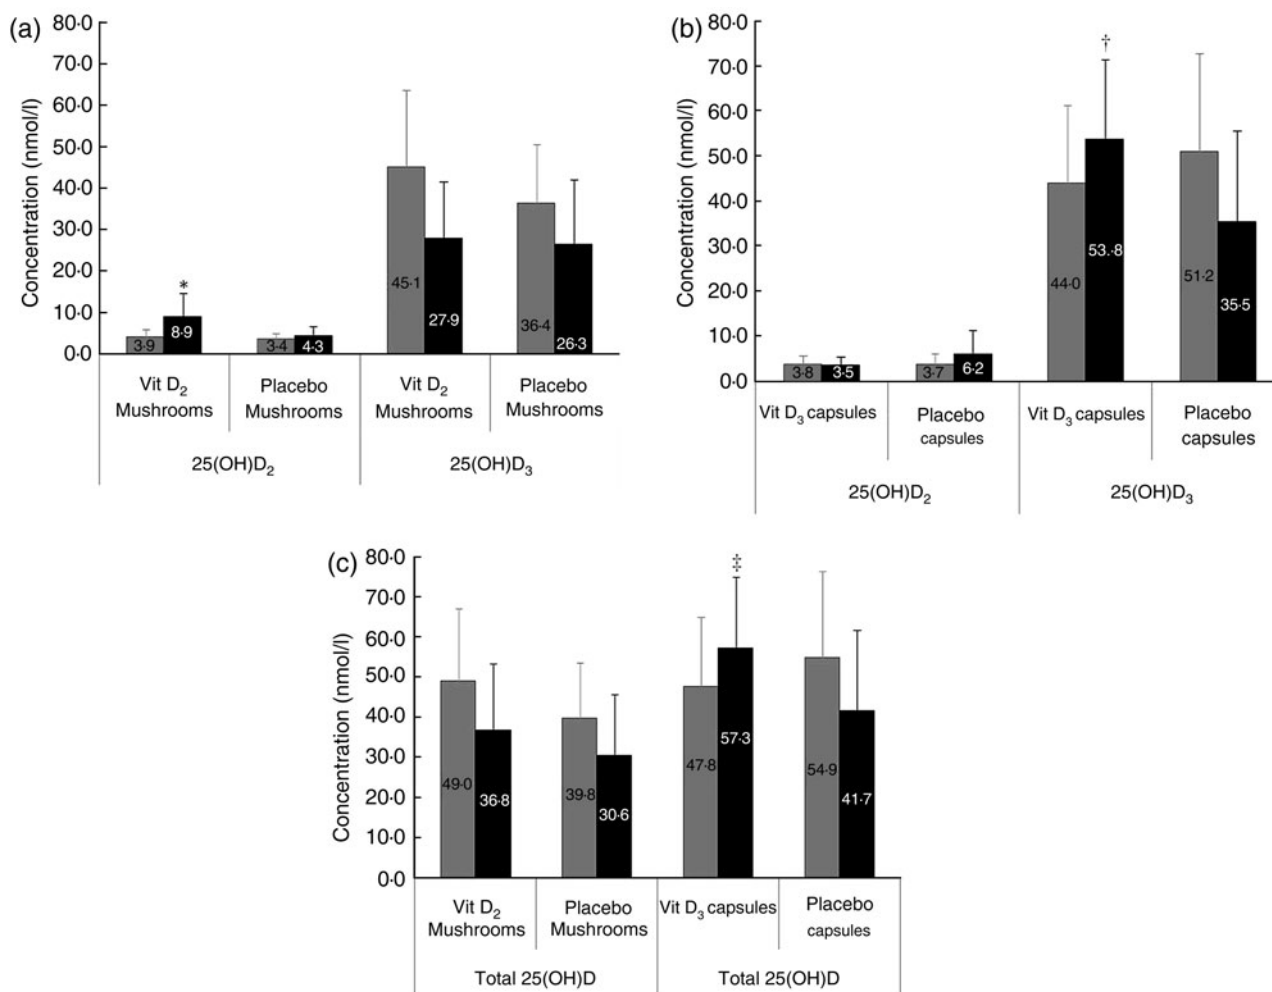 (a)
80·0
70·0
60·0
50·0
40·0
30·0
20·0
10·0
0·0
Concentration (nmol/l)
3·9
*
8·9
3·4
4·3
45·1
27·9
36·4
26·3
Vit D₂
Mushrooms
Placebo
Mushrooms
Vit D₂
Mushrooms
Placebo
Mushrooms
25(OH)D₂
25(OH)D₃
(b)
80·0
70·0
60·0
50·0
40·0
30·0
20·0
10·0
0·0
Concentration (nmol/l)
3·8
3·5
3·7
6·2
44·0
†
53.·8
51·2
35·5
Vit D₃ capsules
Placebo
capsules
Vit D₃ capsules
Placebo
capsules
25(OH)D₂
25(OH)D₃
(c)
80·0
70·0
60·0
50·0
40·0
30·0
20·0
10·0
0·0
Concentration (nmol/l)
49·0
36·8
39·8
30·6
47·8
‡
57·3
54·9
41·7
Vit D₂
Mushrooms
Placebo
Mushrooms
Vit D₃ capsules
Placebo
capsules
Total 25(OH)D
Total 25(OH)D